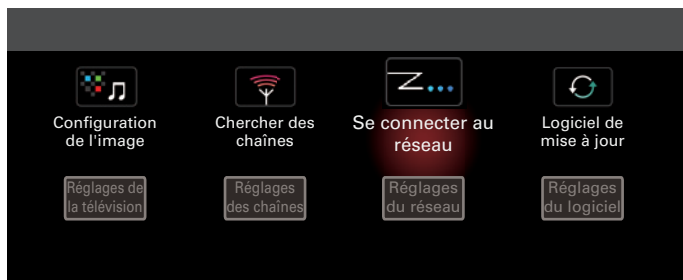 Configuration
de l'image
Chercher des
chaînes
Se connecter au
réseau
Logiciel de
mise à jour
Réglages de
la télévision
Réglages
des chaînes
Réglages
du réseau
Réglages
du logiciel